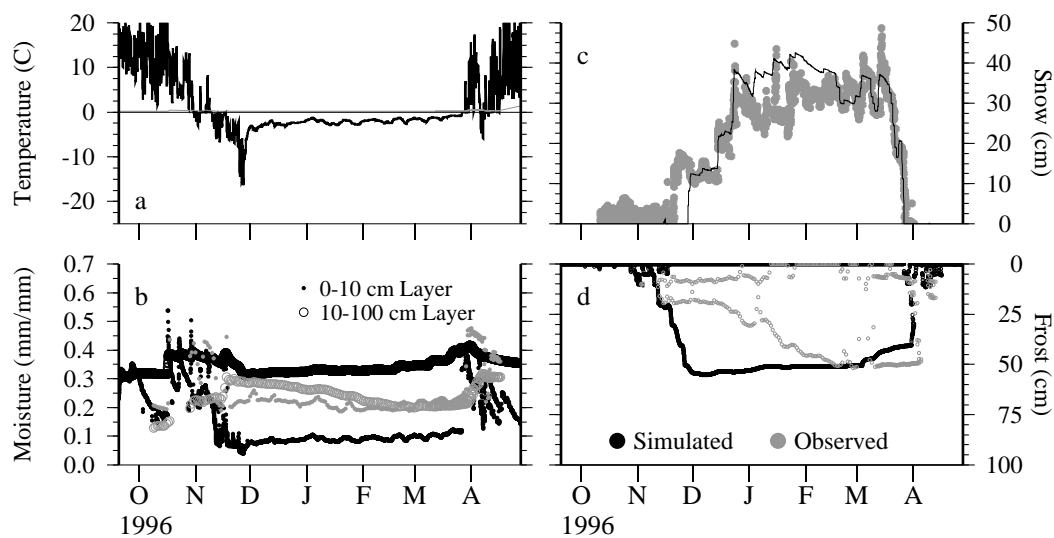 Temperature (C)
20
10
0
-10
-20
a
c
50
40
30
20
10
0
Snow (cm)
Moisture (mm/mm)
0.7
0.6
0.5
0.4
0.3
0.2
0.1
0.0
b
0-10 cm Layer
10-100 cm Layer
O N D J F M A
1996
d
Simulated
Observed
0
25
50
75
100
Frost (cm)
O N D J F M A
1996